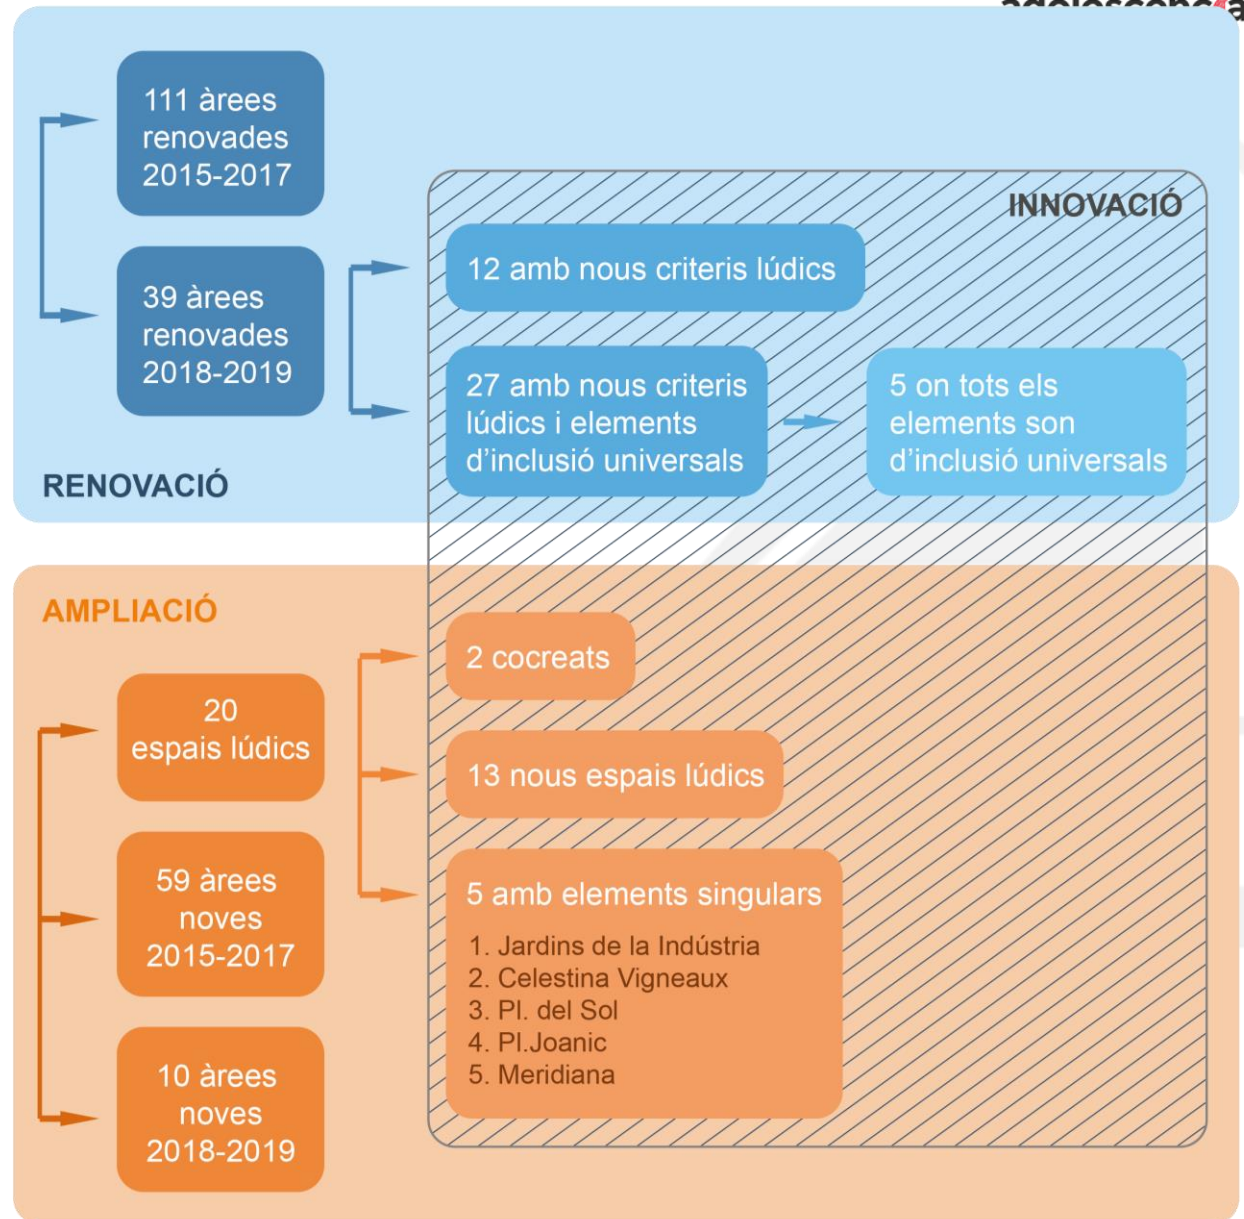 111 àrees
renovades
2015-2017
INNOVACIÓ
12 amb nous criteris lúdics
39 àrees
renovades
2018-2019
27 amb nous criteris
lúdics i elements
d’inclusió universals
5 on tots els
elements son
d’inclusió universals
RENOVACIÓ
AMPLIACIÓ
20
espais lúdics
59 àrees
noves
2015-2017
10 àrees
noves
2018-2019
2 cocreats
13 nous espais lúdics
5 amb elements singulars
1. Jardins de la Indústria
2. Celestina Vigneaux
3. Pl. del Sol
4. Pl.Joanic
5. Meridiana